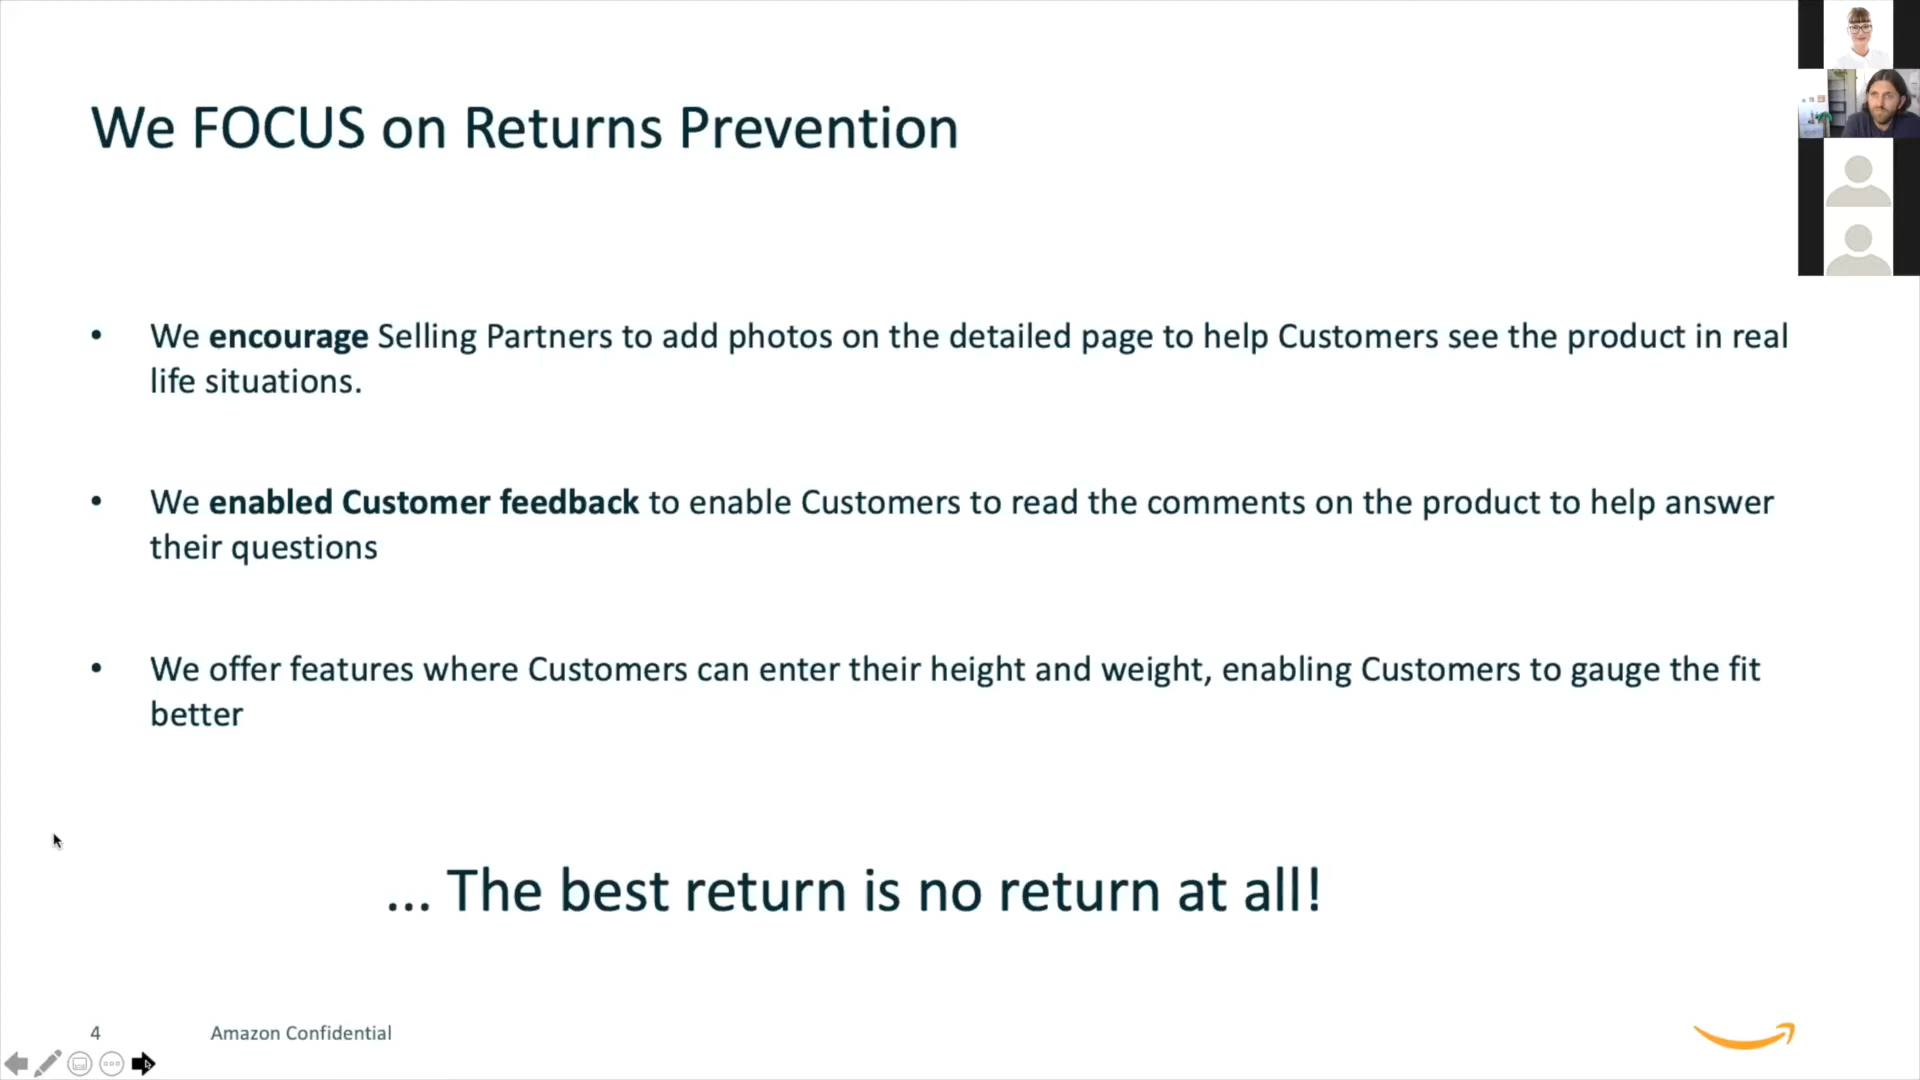 We FOCUS on Returns Prevention
• We encourage Selling Partners to add photos on the detailed page to help Customers see the product in real
life situations.
• We enabled Customer feedback to enable Customers to read the comments on the product to help answer
their questions
• We offer features where Customers can enter their height and weight, enabling Customers to gauge the fit
better
... The best return is no return at all!
4 Amazon Confidential